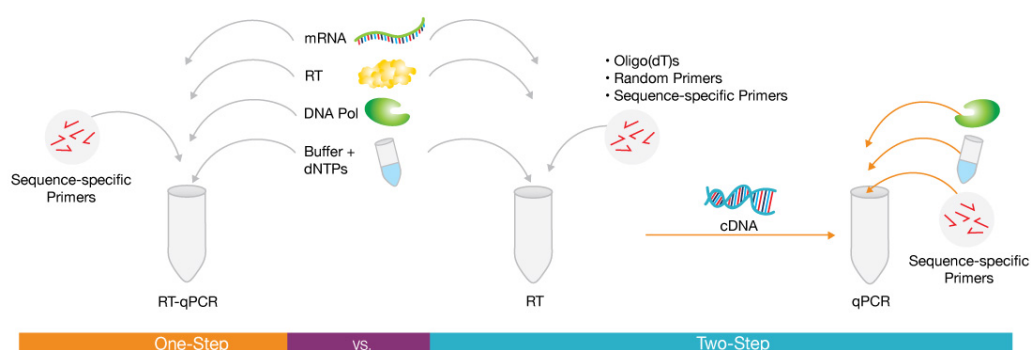 mRNA
RT
DNA Pol
Buffer +
dNTPs
Sequence-specific
Primers
• Oligo(dT)s
• Random Primers
• Sequence-specific Primers
cDNA
Sequence-specific
Primers
RT-qPCR
RT
qPCR
One-Step
vs.
Two-Step